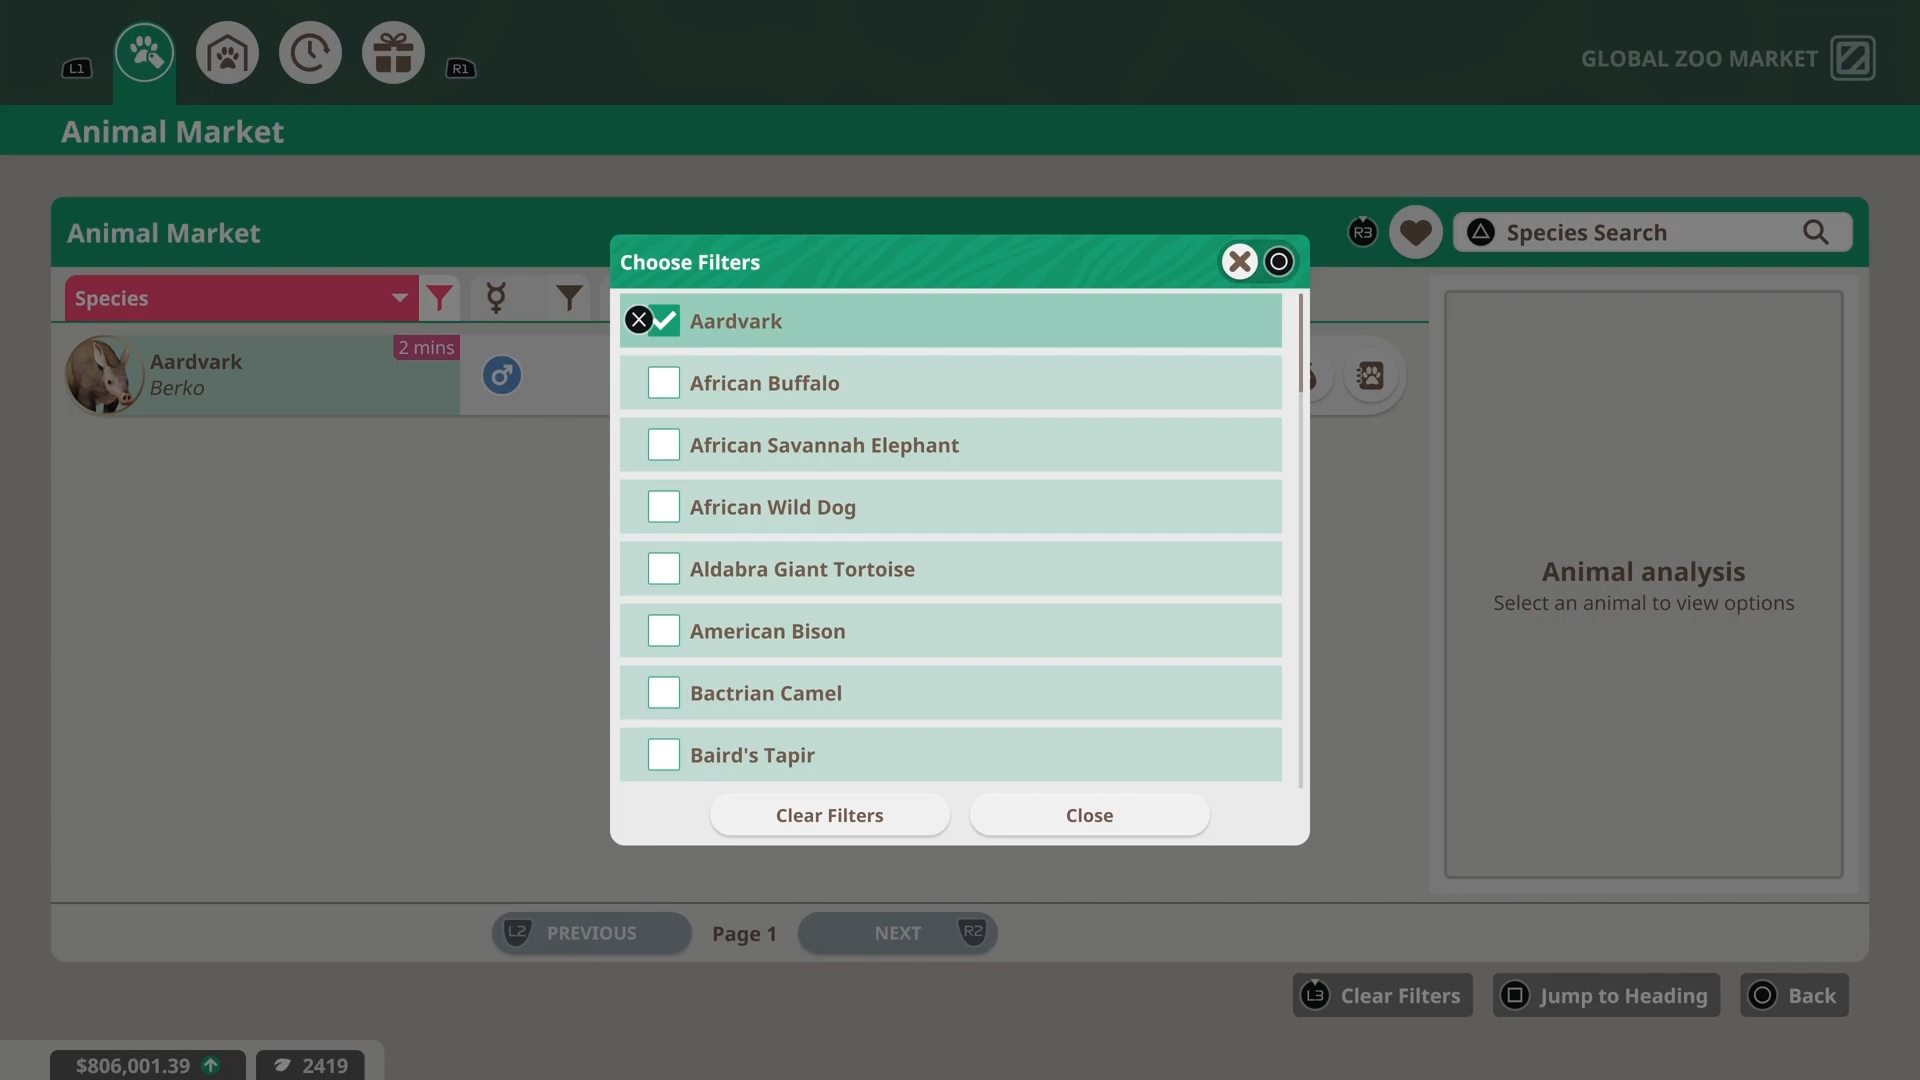 L1
R1
GLOBAL ZOO MARKET
Animal Market
Animal Market
R3
Species Search
Species
Aardvark
Berko
2 mins
Choose Filters
Aardvark
African Buffalo
African Savannah Elephant
African Wild Dog
Aldabra Giant Tortoise
American Bison
Bactrian Camel
Baird's Tapir
Clear Filters
Close
Animal analysis
Select an animal to view options
L2 PREVIOUS
Page 1
NEXT R2
L3 Clear Filters
Jump to Heading
Back
$806,001.39
2419